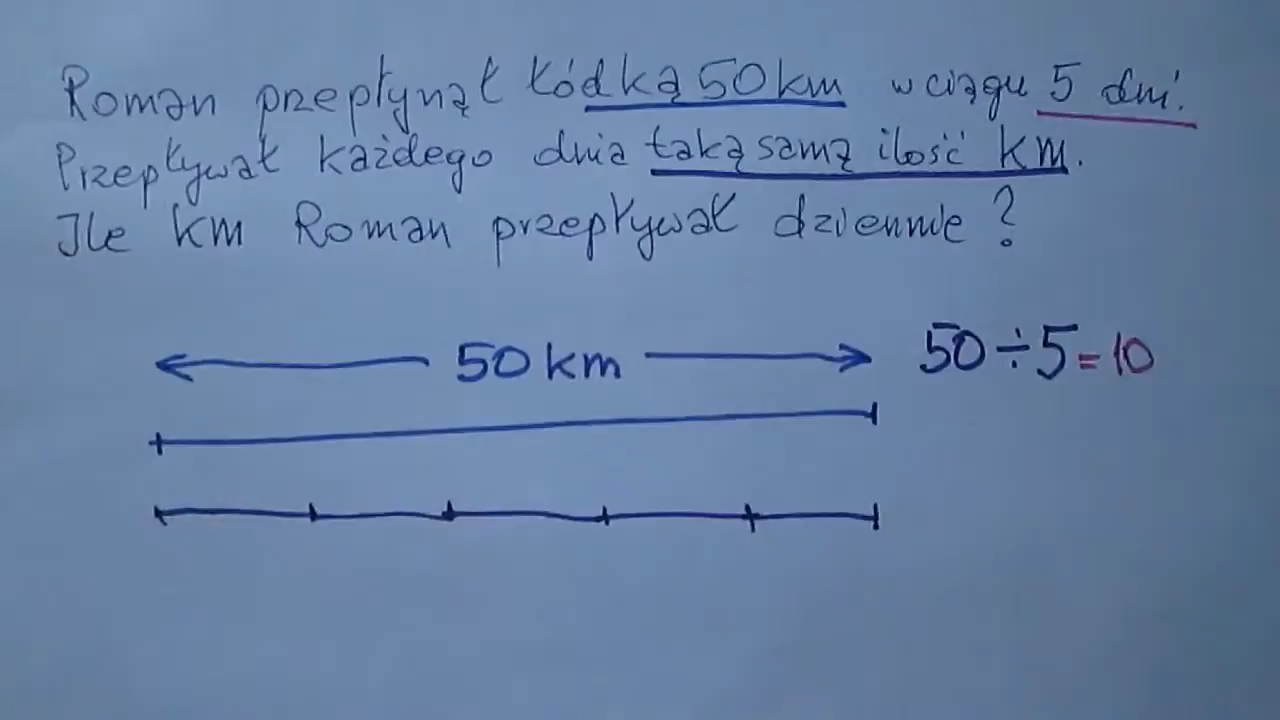 Roman przepłynął łódką 50 km w ciągu 5 dni.
Przepływał każdego dnia taką samą ilość km.
Ile km Roman przepływał dziennie?
50 km
50 ÷ 5 = 10